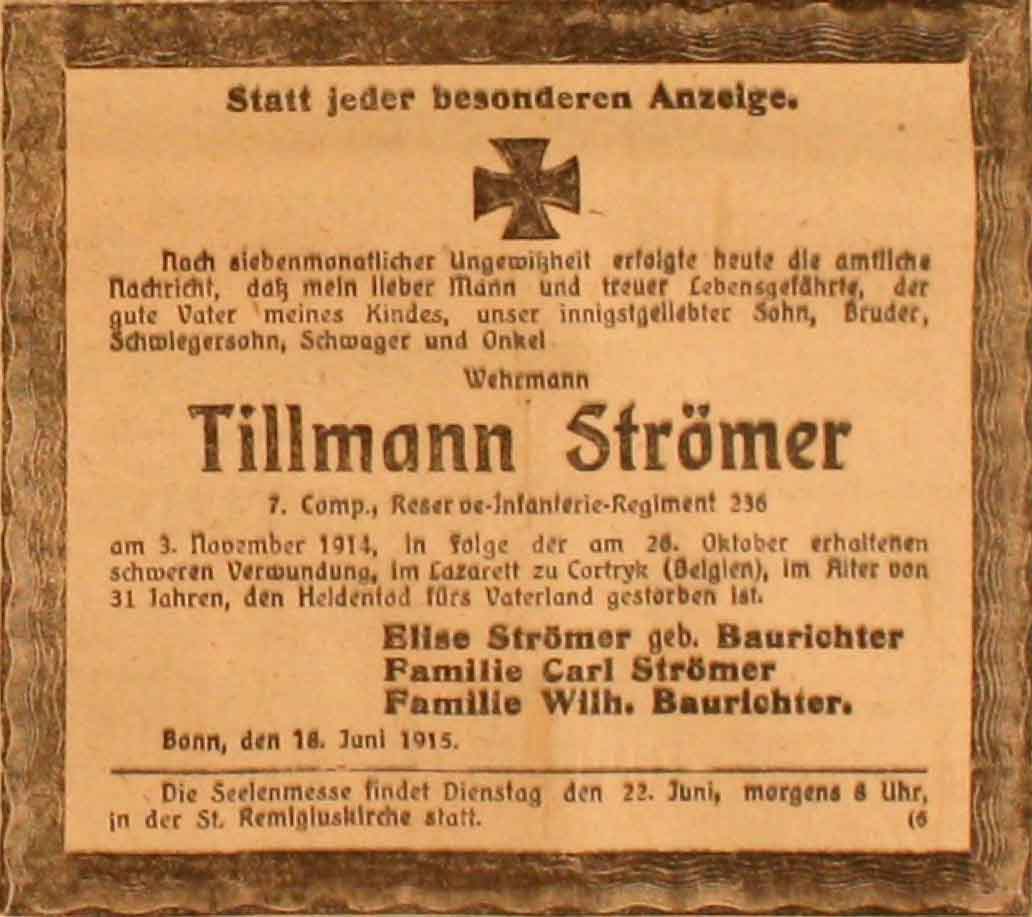 Statt jeder besonderen Anzeige.
Nach siebenmonatlicher Ungewißheit erfolgte heute die amtliche
Nachricht, daß mein lieber Mann und treuer Lebensgefährte, der
gute Vater meines Kindes, unser innigstgeliebter Sohn, Bruder,
Schwiegersohn, Schwager und Onkel
Wehrmann
Tillmann Strömer
7. Comp., Reserve-Infanterie-Regiment 236
am 3. November 1914, in Folge der am 26. Oktober erhaltenen
schweren Verwundung, im Lazarett zu Cortryk (Belgien), im Alter von
31 Jahren, den Heldentod fürs Vaterland gestorben ist.
Elise Strömer geb. Baurichter
Familie Carl Strömer
Familie Wilh. Baurichter.
Bonn, den 18. Juni 1915.
Die Seelenmesse findet Dienstag den 22. Juni, morgens 8 Uhr,
in der St. Remigiuskirche statt. (6